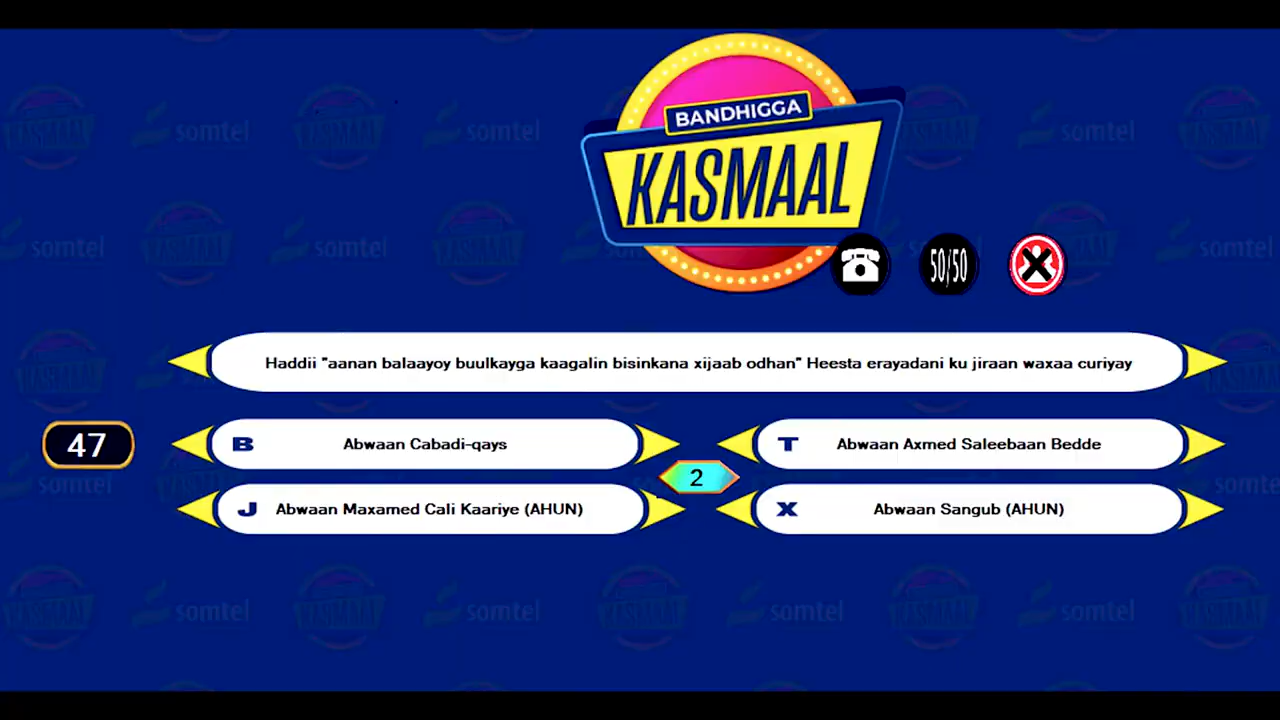 BANDHIGGA
KASMAAL
50/50
Haddii "aanan balaayoy buulkayga kaagalin bisinkana xijaab odhan" Heesta erayadani ku jiraan waxaa curiyay
47
B Abwaan Cabadi-qays
T Abwaan Axmed Saleebaan Bedde
2
J Abwaan Maxamed Cali Kaariye (AHUN)
X Abwaan Sangub (AHUN)
somtel